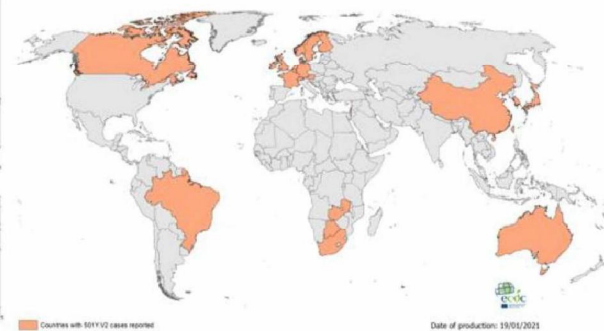 ecdc
Countries with 501Y.V2 cases reported
Date of production: 19/01/2021